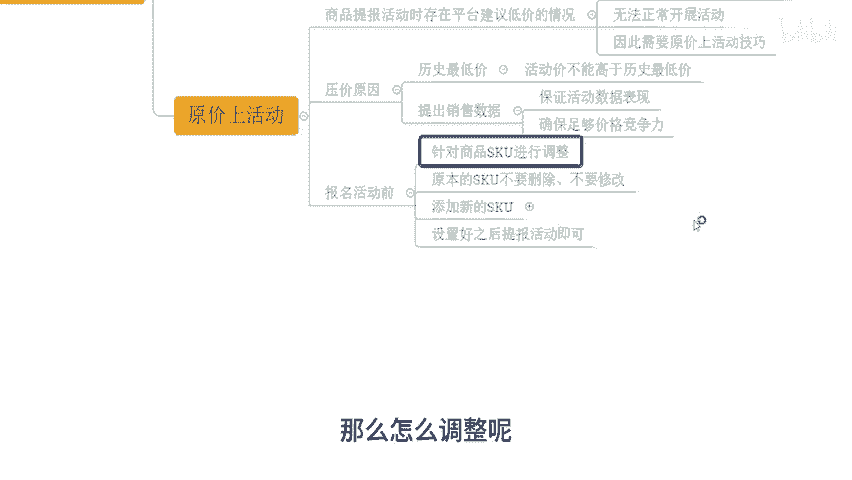 商品提报活动时存在平台建议低价的情况
无法正常开展活动
因此需要原价上活动技巧
历史最低价
活动价不能高于历史最低价
压价原因
保证活动数据表现
提出销售数据
原价上活动
确保足够价格竞争力
针对商品SKU进行调整
原本的SKU不要删除、不要修改
报名活动前
添加新的SKU
设置好之后提报活动即可
那么怎么调整呢